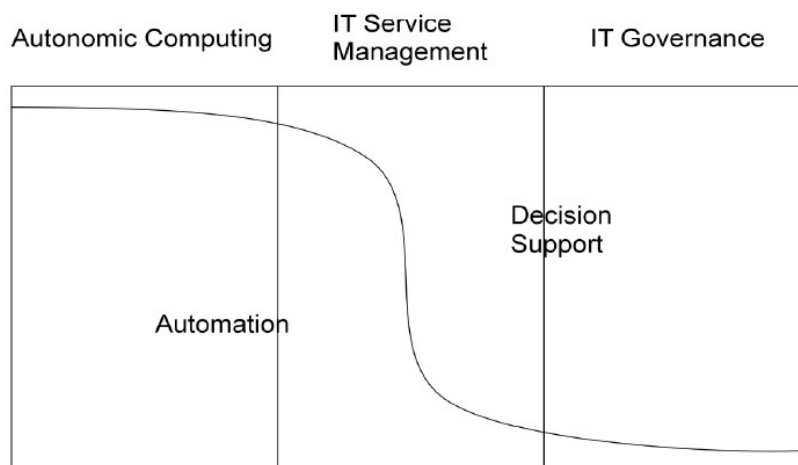 Autonomic Computing
IT Service
Management
IT Governance
Decision
Support
Automation